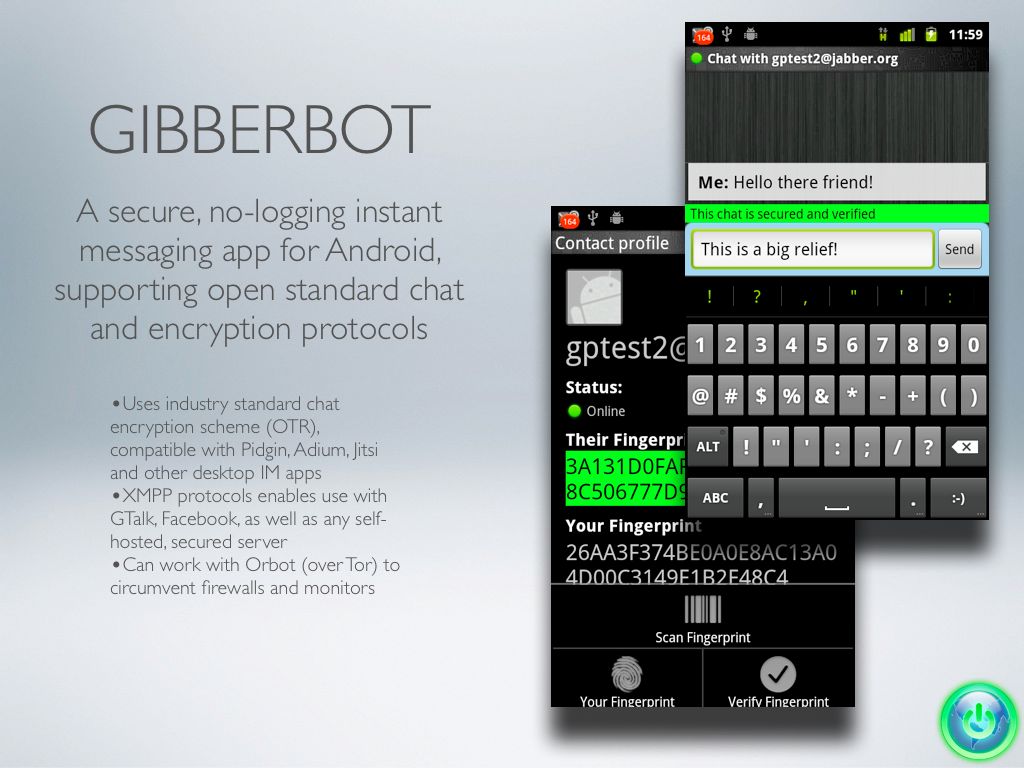 GIBBERBOT
A secure, no-logging instant
messaging app for Android,
supporting open standard chat
and encryption protocols
•Uses industry standard chat
encryption scheme (OTR),
compatible with Pidgin, Adium, Jitsi
and other desktop IM apps
•XMPP protocols enables use with
GTalk, Facebook, as well as any self-
hosted, secured server
•Can work with Orbot (over Tor) to
circumvent firewalls and monitors
164
11:59
Chat with gptest2@jabber.org
Me: Hello there friend!
This chat is secured and verified
This is a big relief!
Send
! ? , " ' :
1 2 3 4 5 6 7 8 9 0
@ # $ % & * - + ( )
ALT ! " ' : ; / ?
ABC , . :-)
164
Contact profile
gptest2@
Status:
Online
Their Fingerpr
3A131D0FAF
8C506777D9
Your Fingerprint
26AA3F374BE0A0E8AC13A0
4D00C3149F1B2F48C4
Scan Fingerprint
Your Fingerprint
Verify Fingerprint